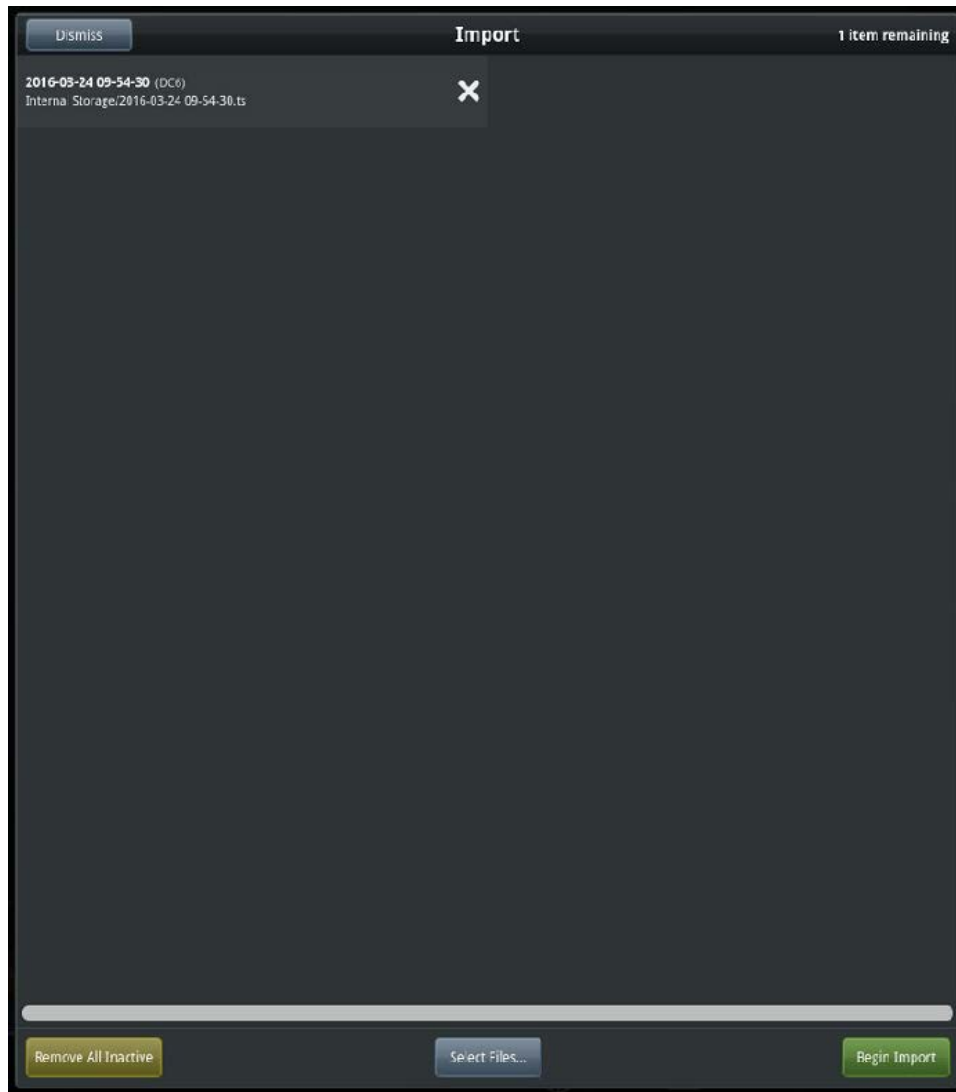 Dismiss
Import
1 item remaining
2016-03-24 09-54-30 (DC6)
Internal Storage/2016-03-24 09-54-30.ts
Remove All Inactive
Select Files...
Begin Import